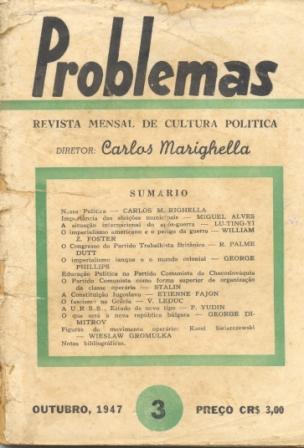 Problemas
REVISTA MENSAL DE CULTURA POLITICA
DIRETOR: Carlos Marighella
SUMARIO
Nossa Politica — CARLOS M. RIGHELLA
Importância das eleições municipais — MIGUEL ALVES
A situação internacional do após-guerra — LU-TING-YI
O imperialismo americano e o perigo da guerra — WILLIAM
Z. FOSTER
O Congresso do Partido Trabalhista Britânico — R. PALME
DUTT
O imperialismo ianque e o mundo colonial — GEORGE
PHILLIPS
Educação Política no Partido Comunista da Checoslováquia
O Partido Comunista como forma superior de organização
da classe operária — STALIN
A Constituição Iugoslava — ETIENNE FAJON
O fascismo na Grécia — V. LEDUC
A U.R.S.S., Estado de novo tipo — P. YUDIN
O que será a nova república búlgara — GEORGE DI-
MITROV
Figuras do movimento operário: Karol Swierczewski
— WIESLAW GROMULKA
Notas bibliográficas.
OUTUBRO, 1947
3
PREÇO CR$ 3,00